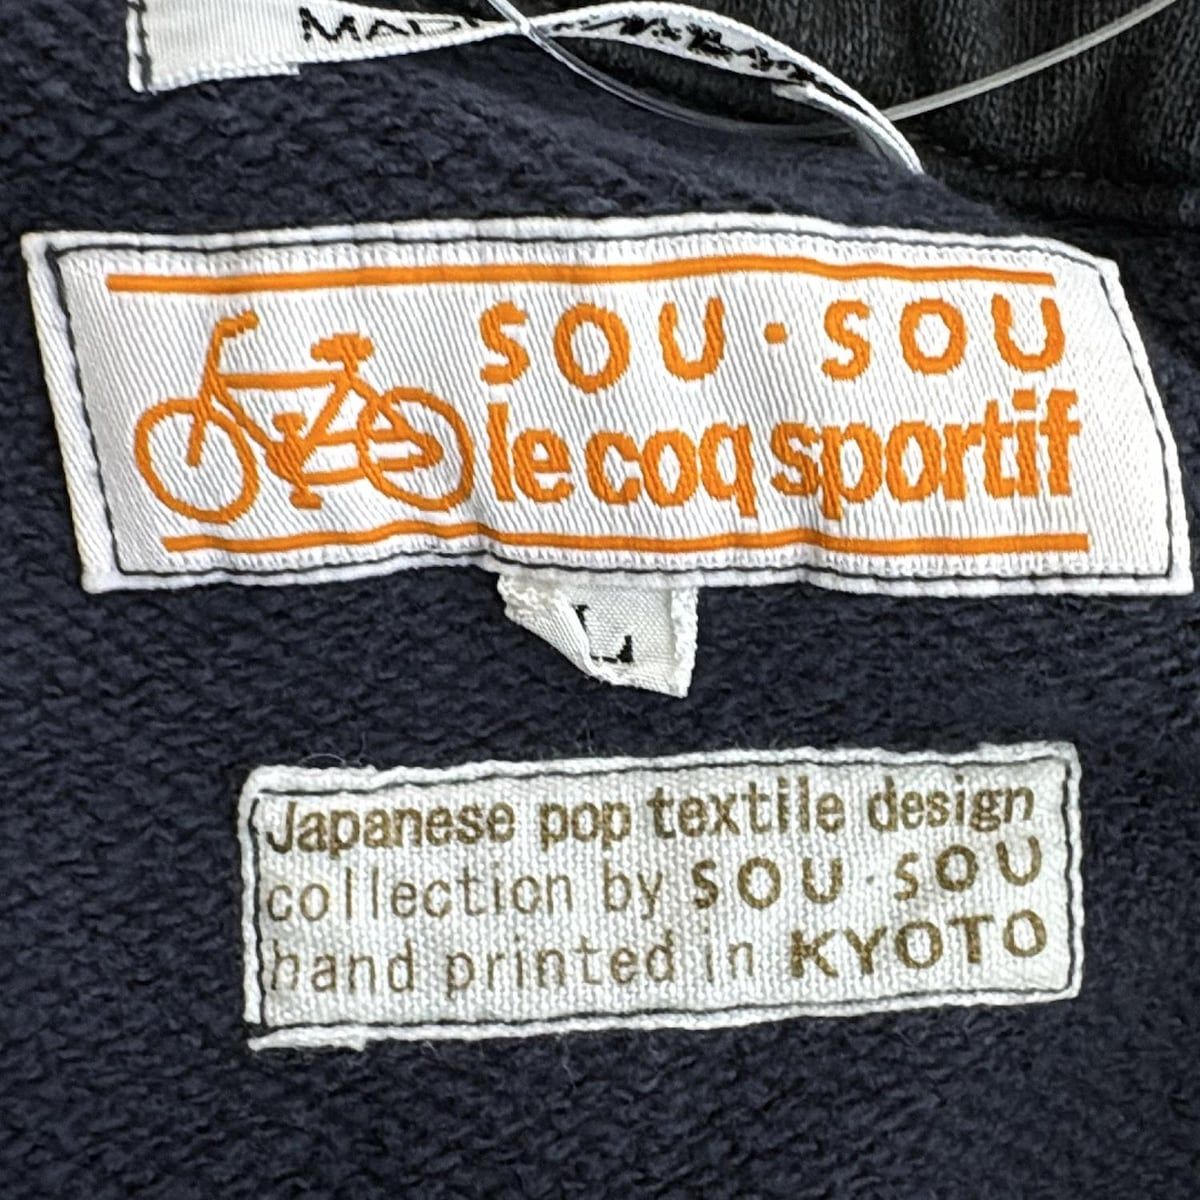 SOU・SOU
le coq sportif
L
Japanese pop textile design
collection by SOU・SOU
hand printed in KYOTO